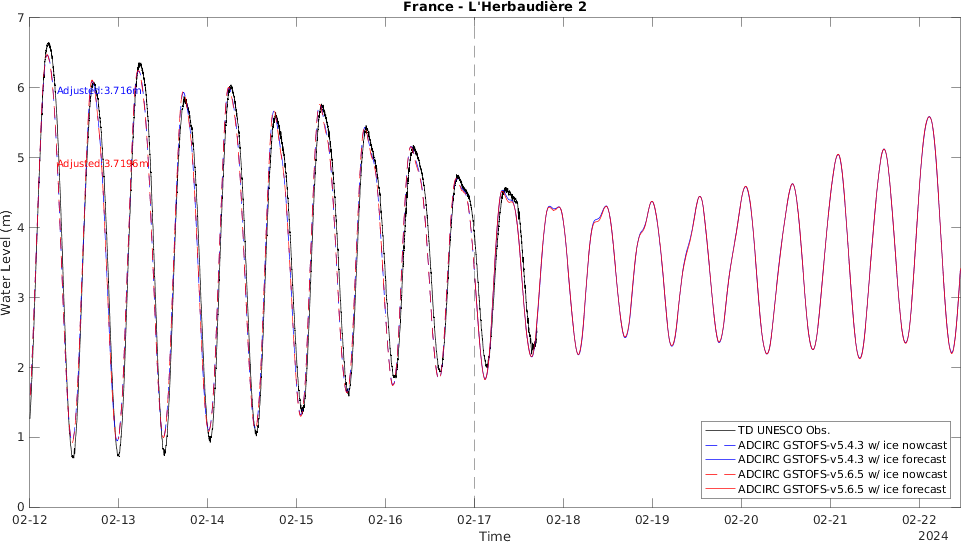 France - L'Herbaudière 2
Water Level (m)
7
6
5
4
3
2
1
0
Adjusted:3.716m
Adjusted:3.7196m
TD UNESCO Obs.
ADCIRC GSTOFS-v5.4.3 w/ ice nowcast
ADCIRC GSTOFS-v5.4.3 w/ ice forecast
ADCIRC GSTOFS-v5.6.5 w/ ice nowcast
ADCIRC GSTOFS-v5.6.5 w/ ice forecast
02-12 02-13 02-14 02-15 02-16 02-17 02-18 02-19 02-20 02-21 02-22
Time
2024